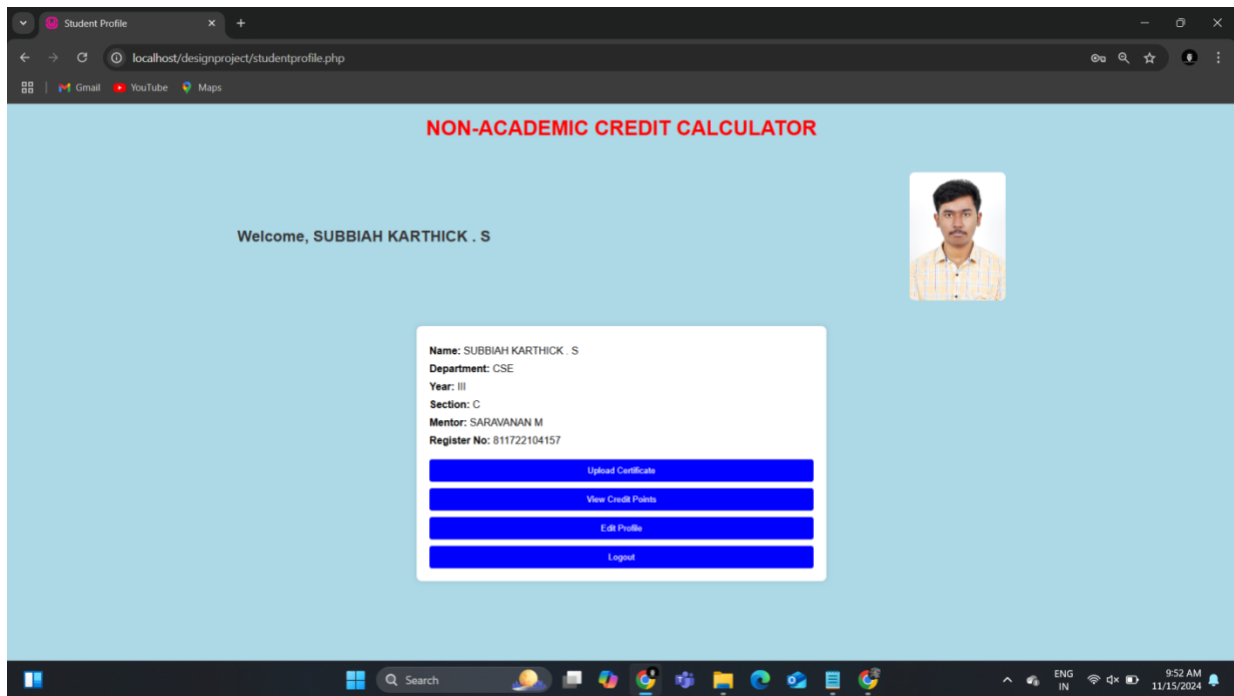 Student Profile
localhost/designproject/studentprofile.php
Gmail YouTube Maps
NON-ACADEMIC CREDIT CALCULATOR
Welcome, SUBBIAH KARTHICK . S
Name: SUBBIAH KARTHICK . S
Department: CSE
Year: III
Section: C
Mentor: SARAVANAN M
Register No: 811722104157
Upload Certificate
View Credit Points
Edit Profile
Logout
Search
ENG
IN
9:52 AM
11/15/2024